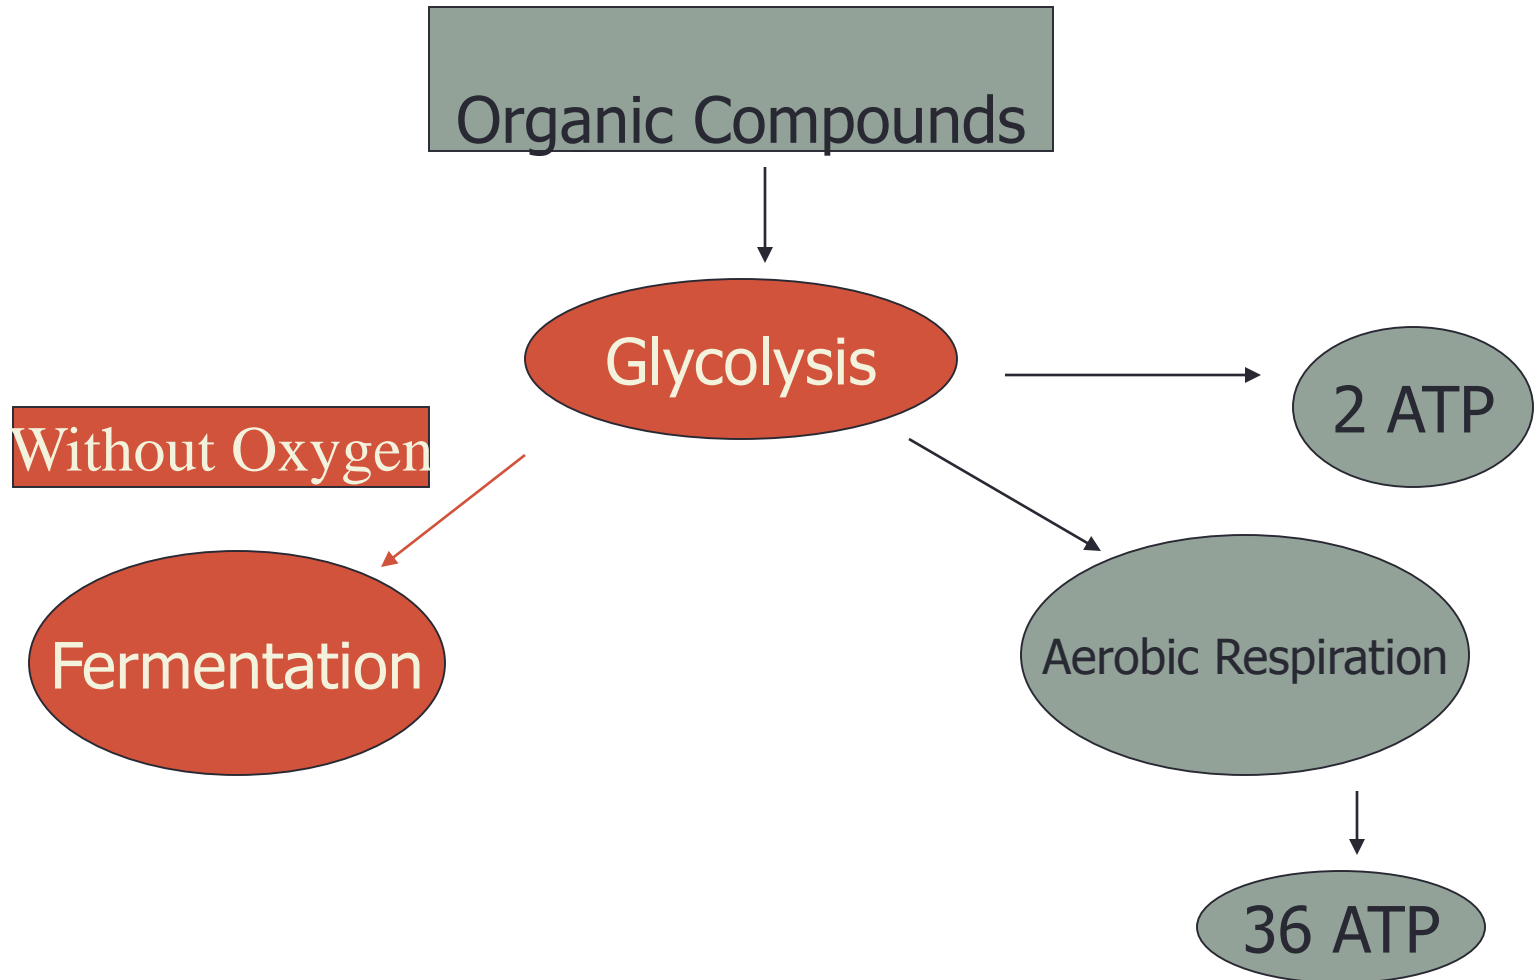 Organic Compounds
Glycolysis
2 ATP
Without Oxygen
Fermentation
Aerobic Respiration
36 ATP